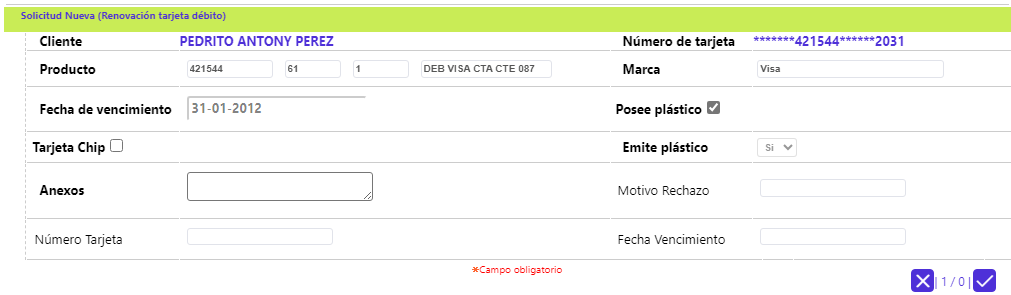 Solicitud Nueva (Renovación tarjeta débito)
Cliente PEDRITO ANTONY PEREZ Número de tarjeta *******421544******2031
Producto 421544 61 1 DEB VISA CTA CTE 087 Marca Visa
Fecha de vencimiento 31-01-2012 Posee plástico
Tarjeta Chip Emite plástico Si
Anexos Motivo Rechazo
Número Tarjeta Fecha Vencimiento
*Campo obligatorio
| 1 / 0 |